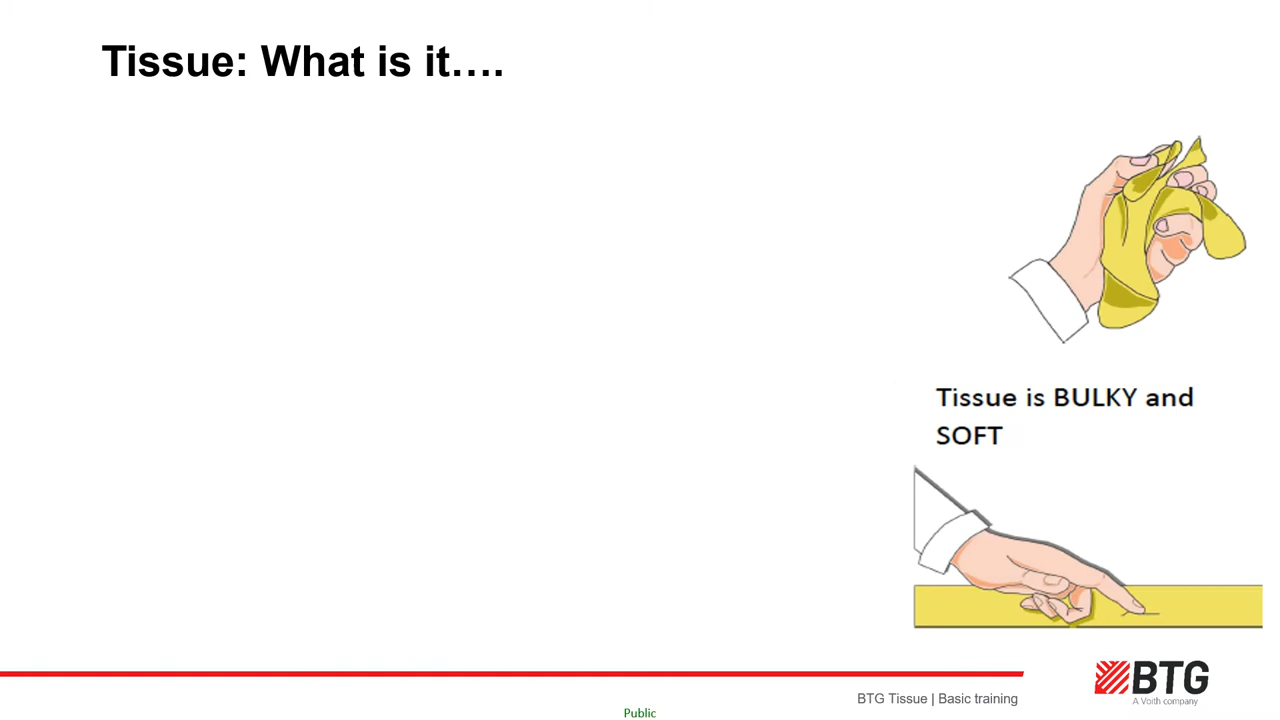 Tissue: What is it….
Tissue is BULKY and
SOFT
BTG
A Voith company
BTG Tissue | Basic training
Public